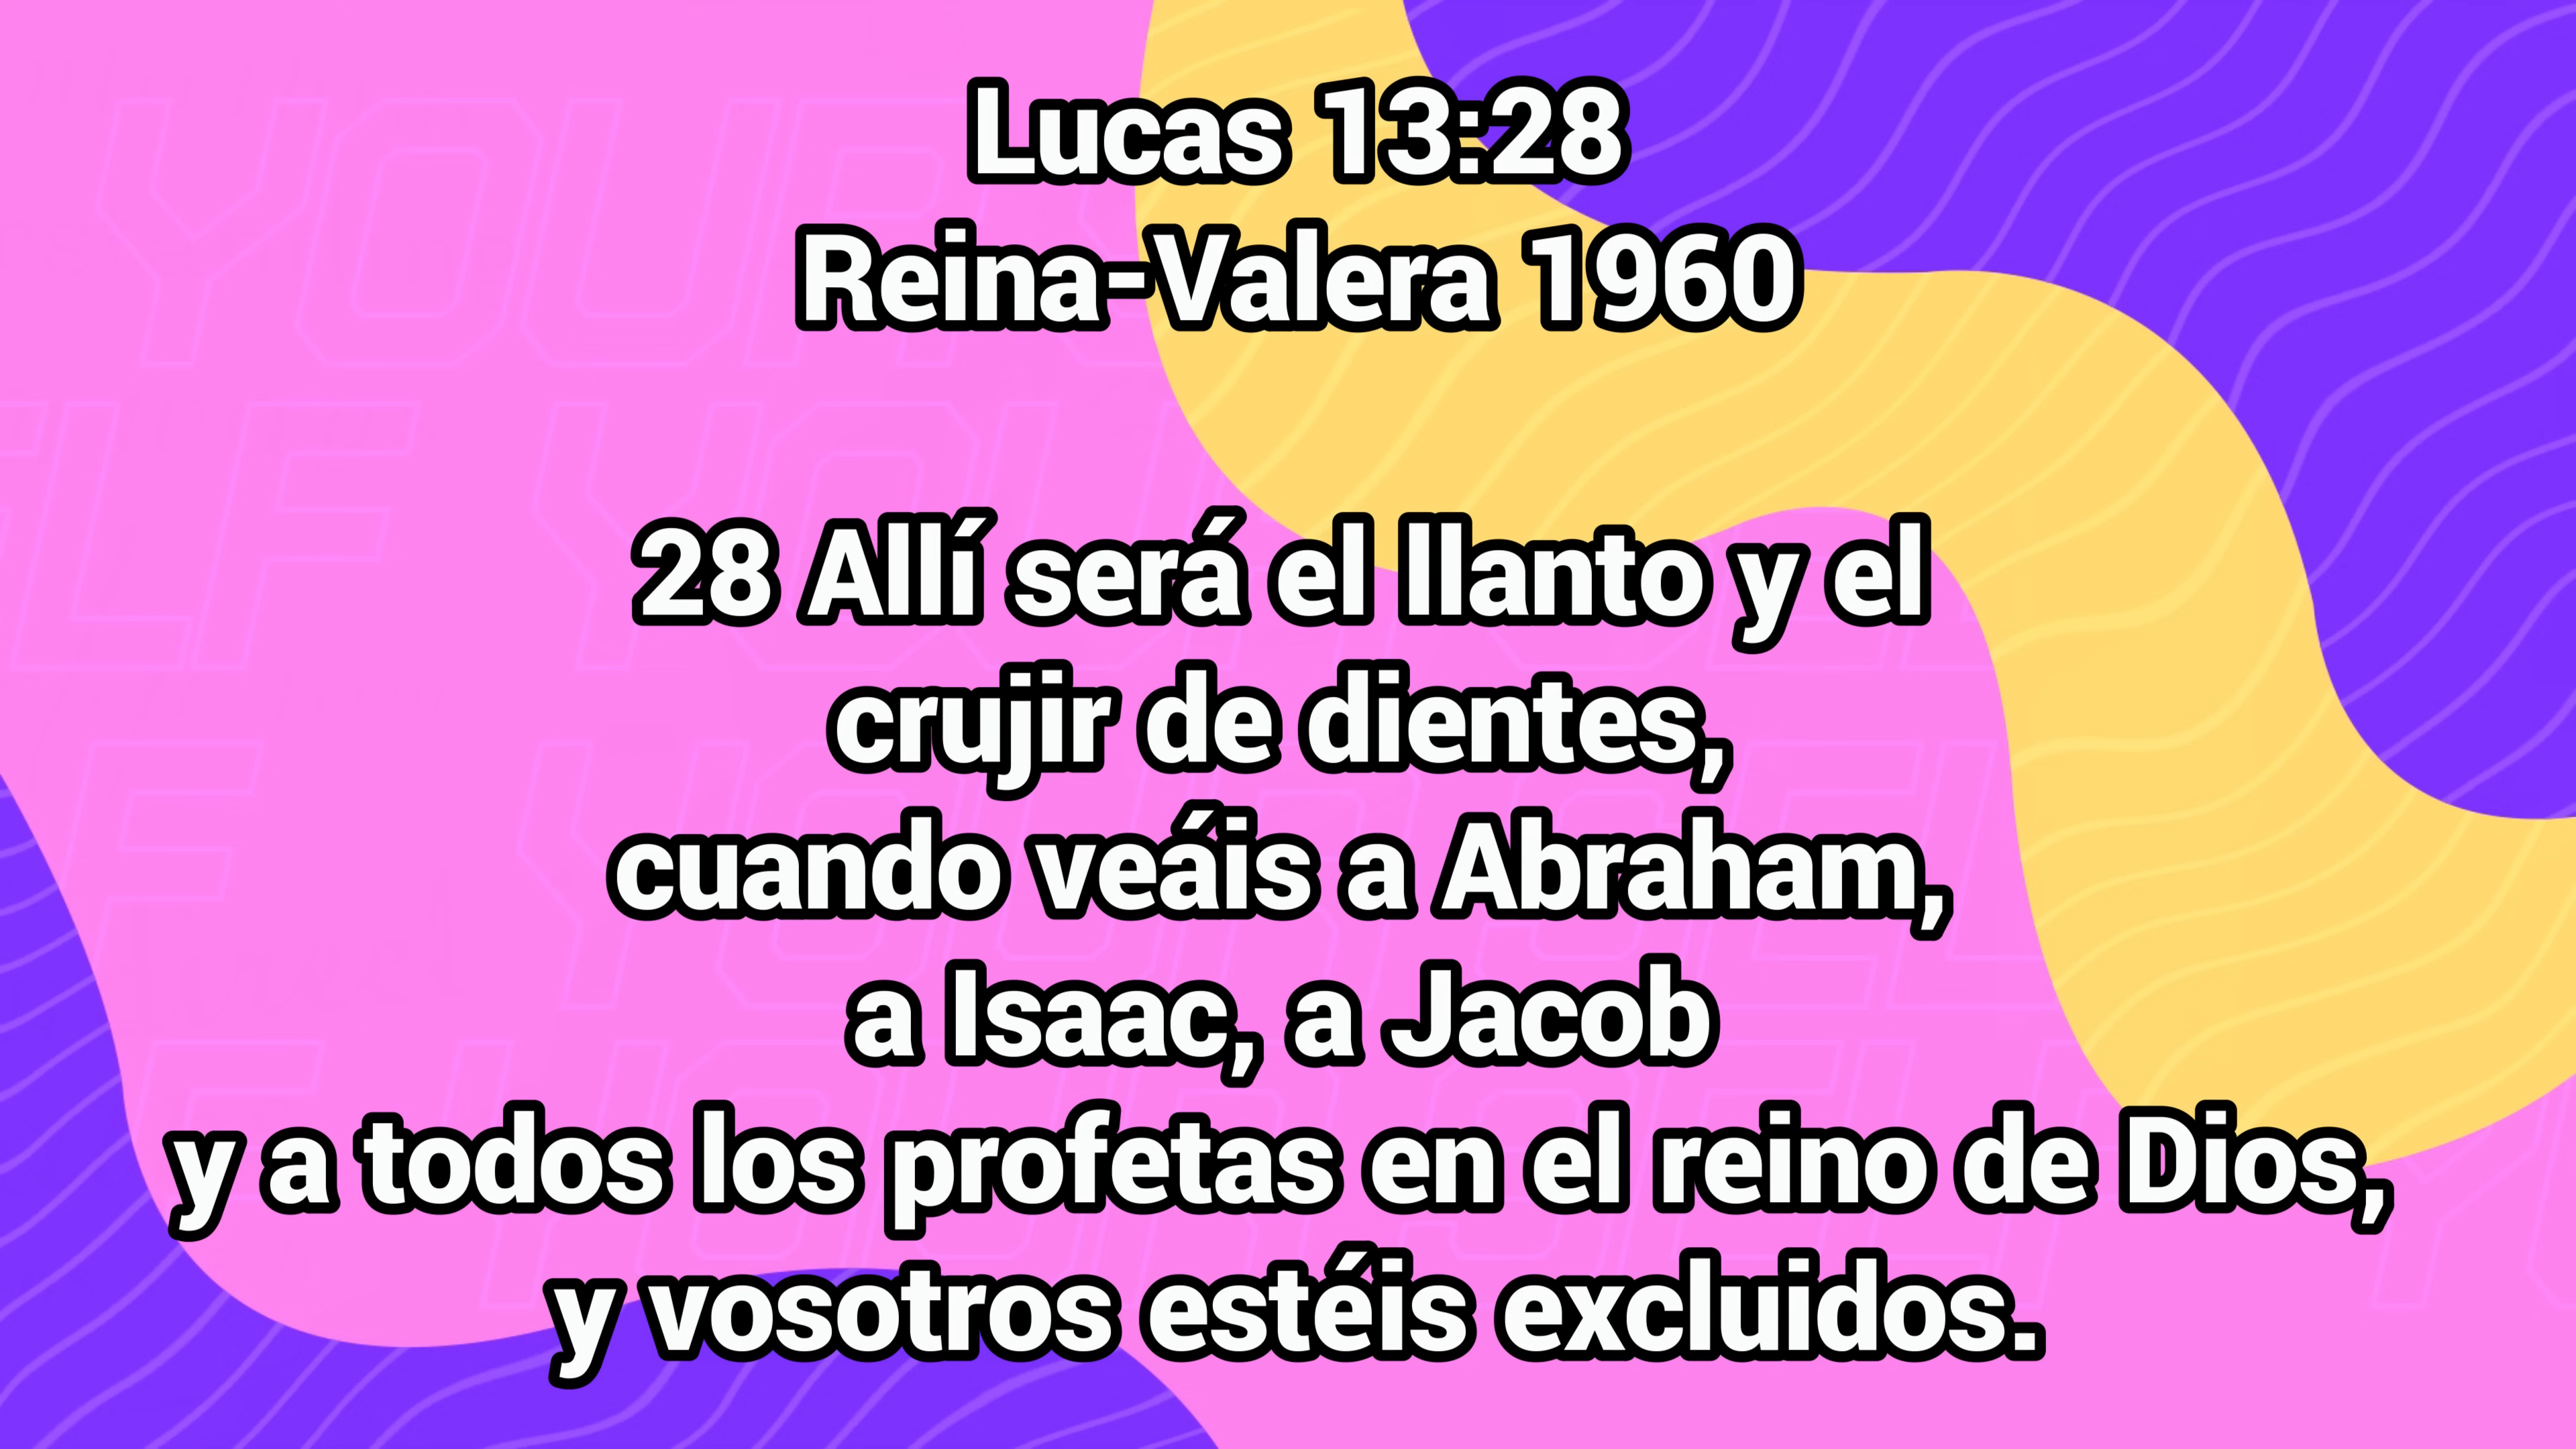 Lucas 13:28
Reina-Valera 1960
28 Allí será el llanto y el
crujir de dientes,
cuando veáis a Abraham,
a Isaac, a Jacob
y a todos los profetas en el reino de Dios,
y vosotros estéis excluidos.